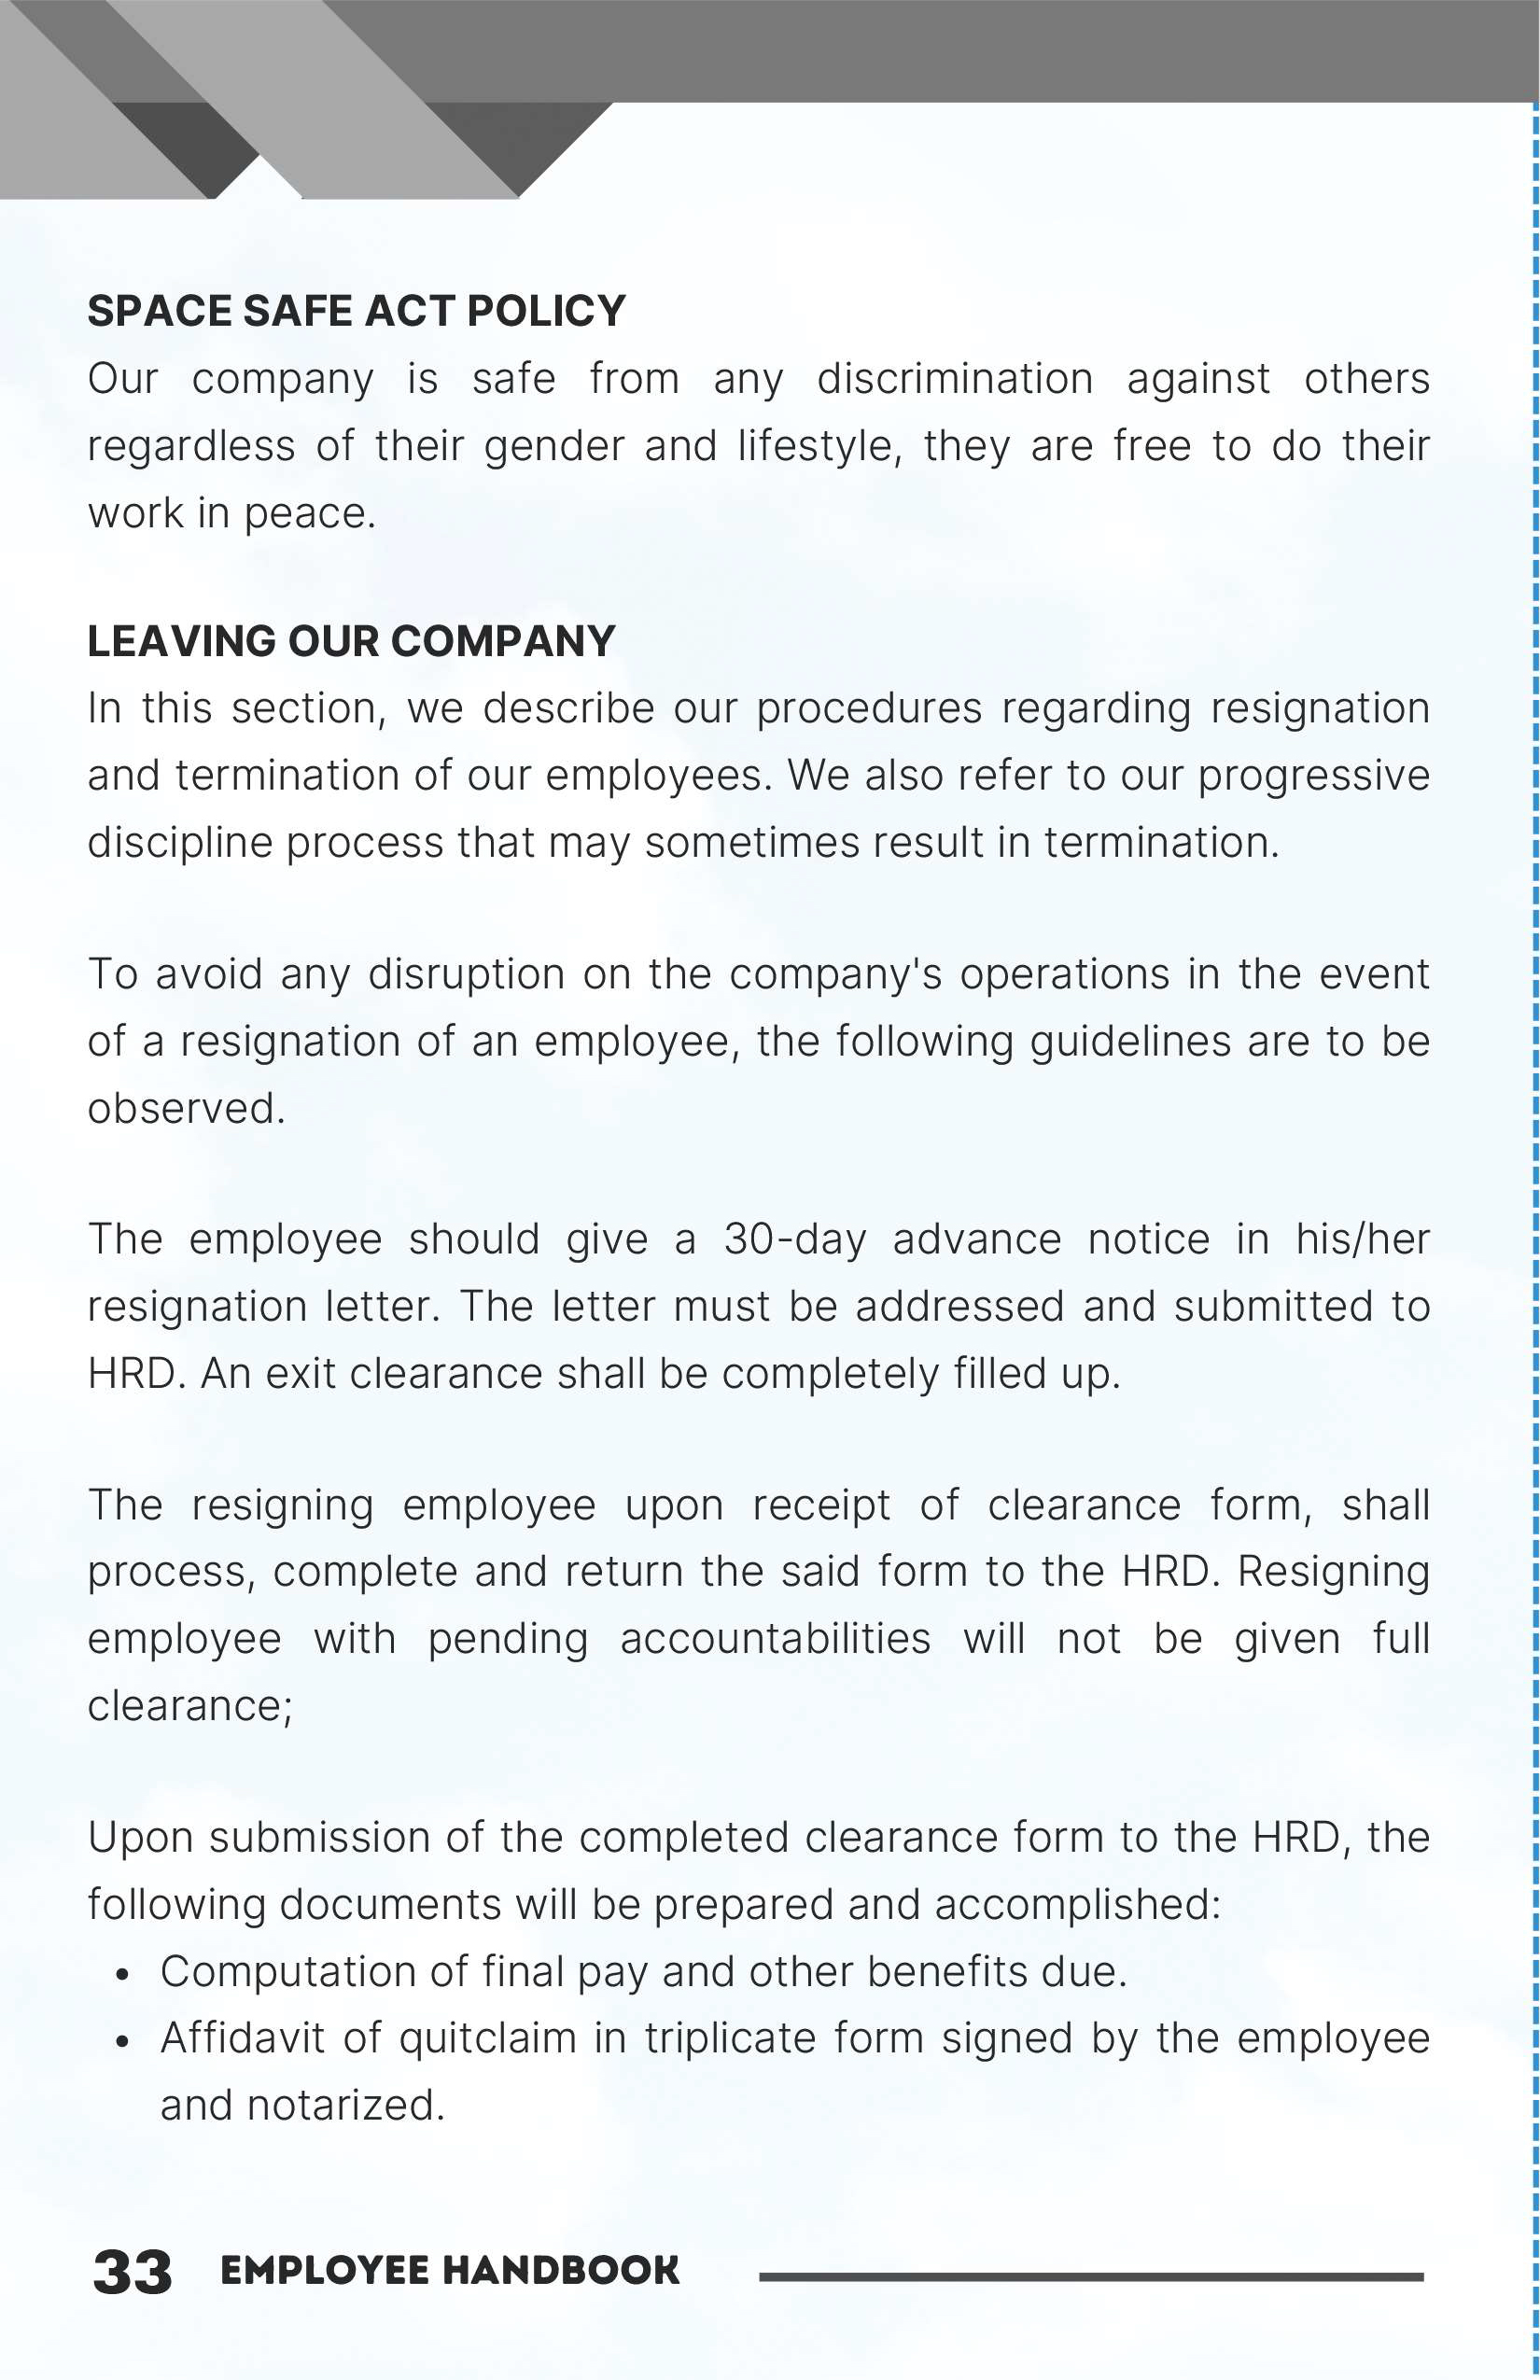 SPACE SAFE ACT POLICY
Our company is safe from any discrimination against others
regardless of their gender and lifestyle, they are free to do their
work in peace.
LEAVING OUR COMPANY
In this section, we describe our procedures regarding resignation
and termination of our employees. We also refer to our progressive
discipline process that may sometimes result in termination.
To avoid any disruption on the company's operations in the event
of a resignation of an employee, the following guidelines are to be
observed.
The employee should give a 30-day advance notice in his/her
resignation letter. The letter must be addressed and submitted to
HRD. An exit clearance shall be completely filled up.
The resigning employee upon receipt of clearance form, shall
process, complete and return the said form to the HRD. Resigning
employee with pending accountabilities will not be given full
clearance;
Upon submission of the completed clearance form to the HRD, the
following documents will be prepared and accomplished:
• Computation of final pay and other benefits due.
• Affidavit of quitclaim in triplicate form signed by the employee
and notarized.
33 EMPLOYEE HANDBOOK